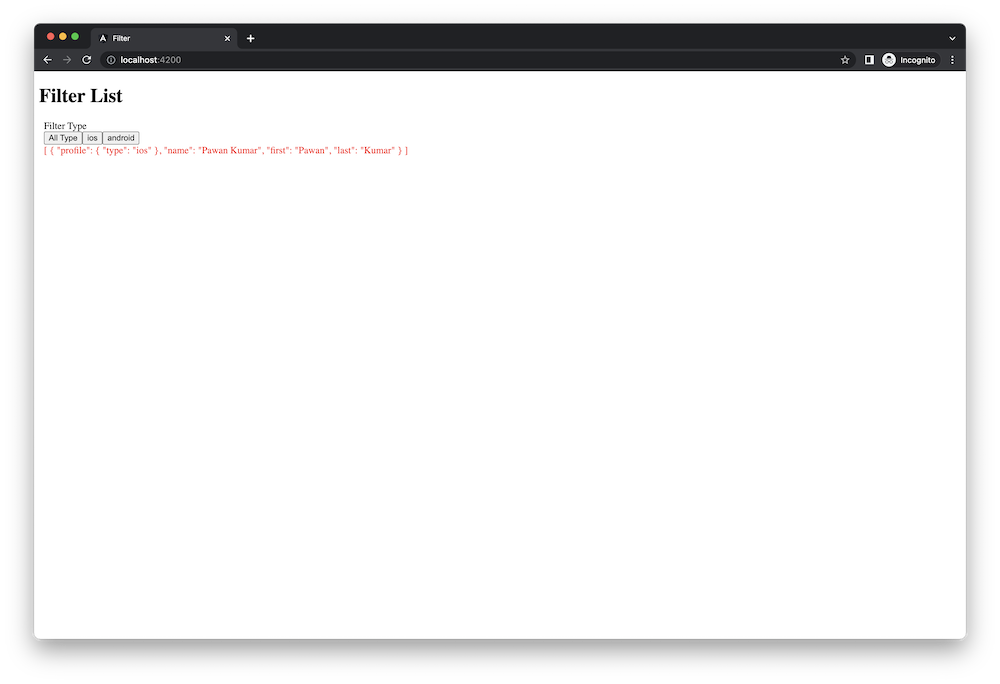 Filter
localhost:4200
Incognito
Filter List
Filter Type
All Type ios android
[ { "profile": { "type": "ios" }, "name": "Pawan Kumar", "first": "Pawan", "last": "Kumar" } ]